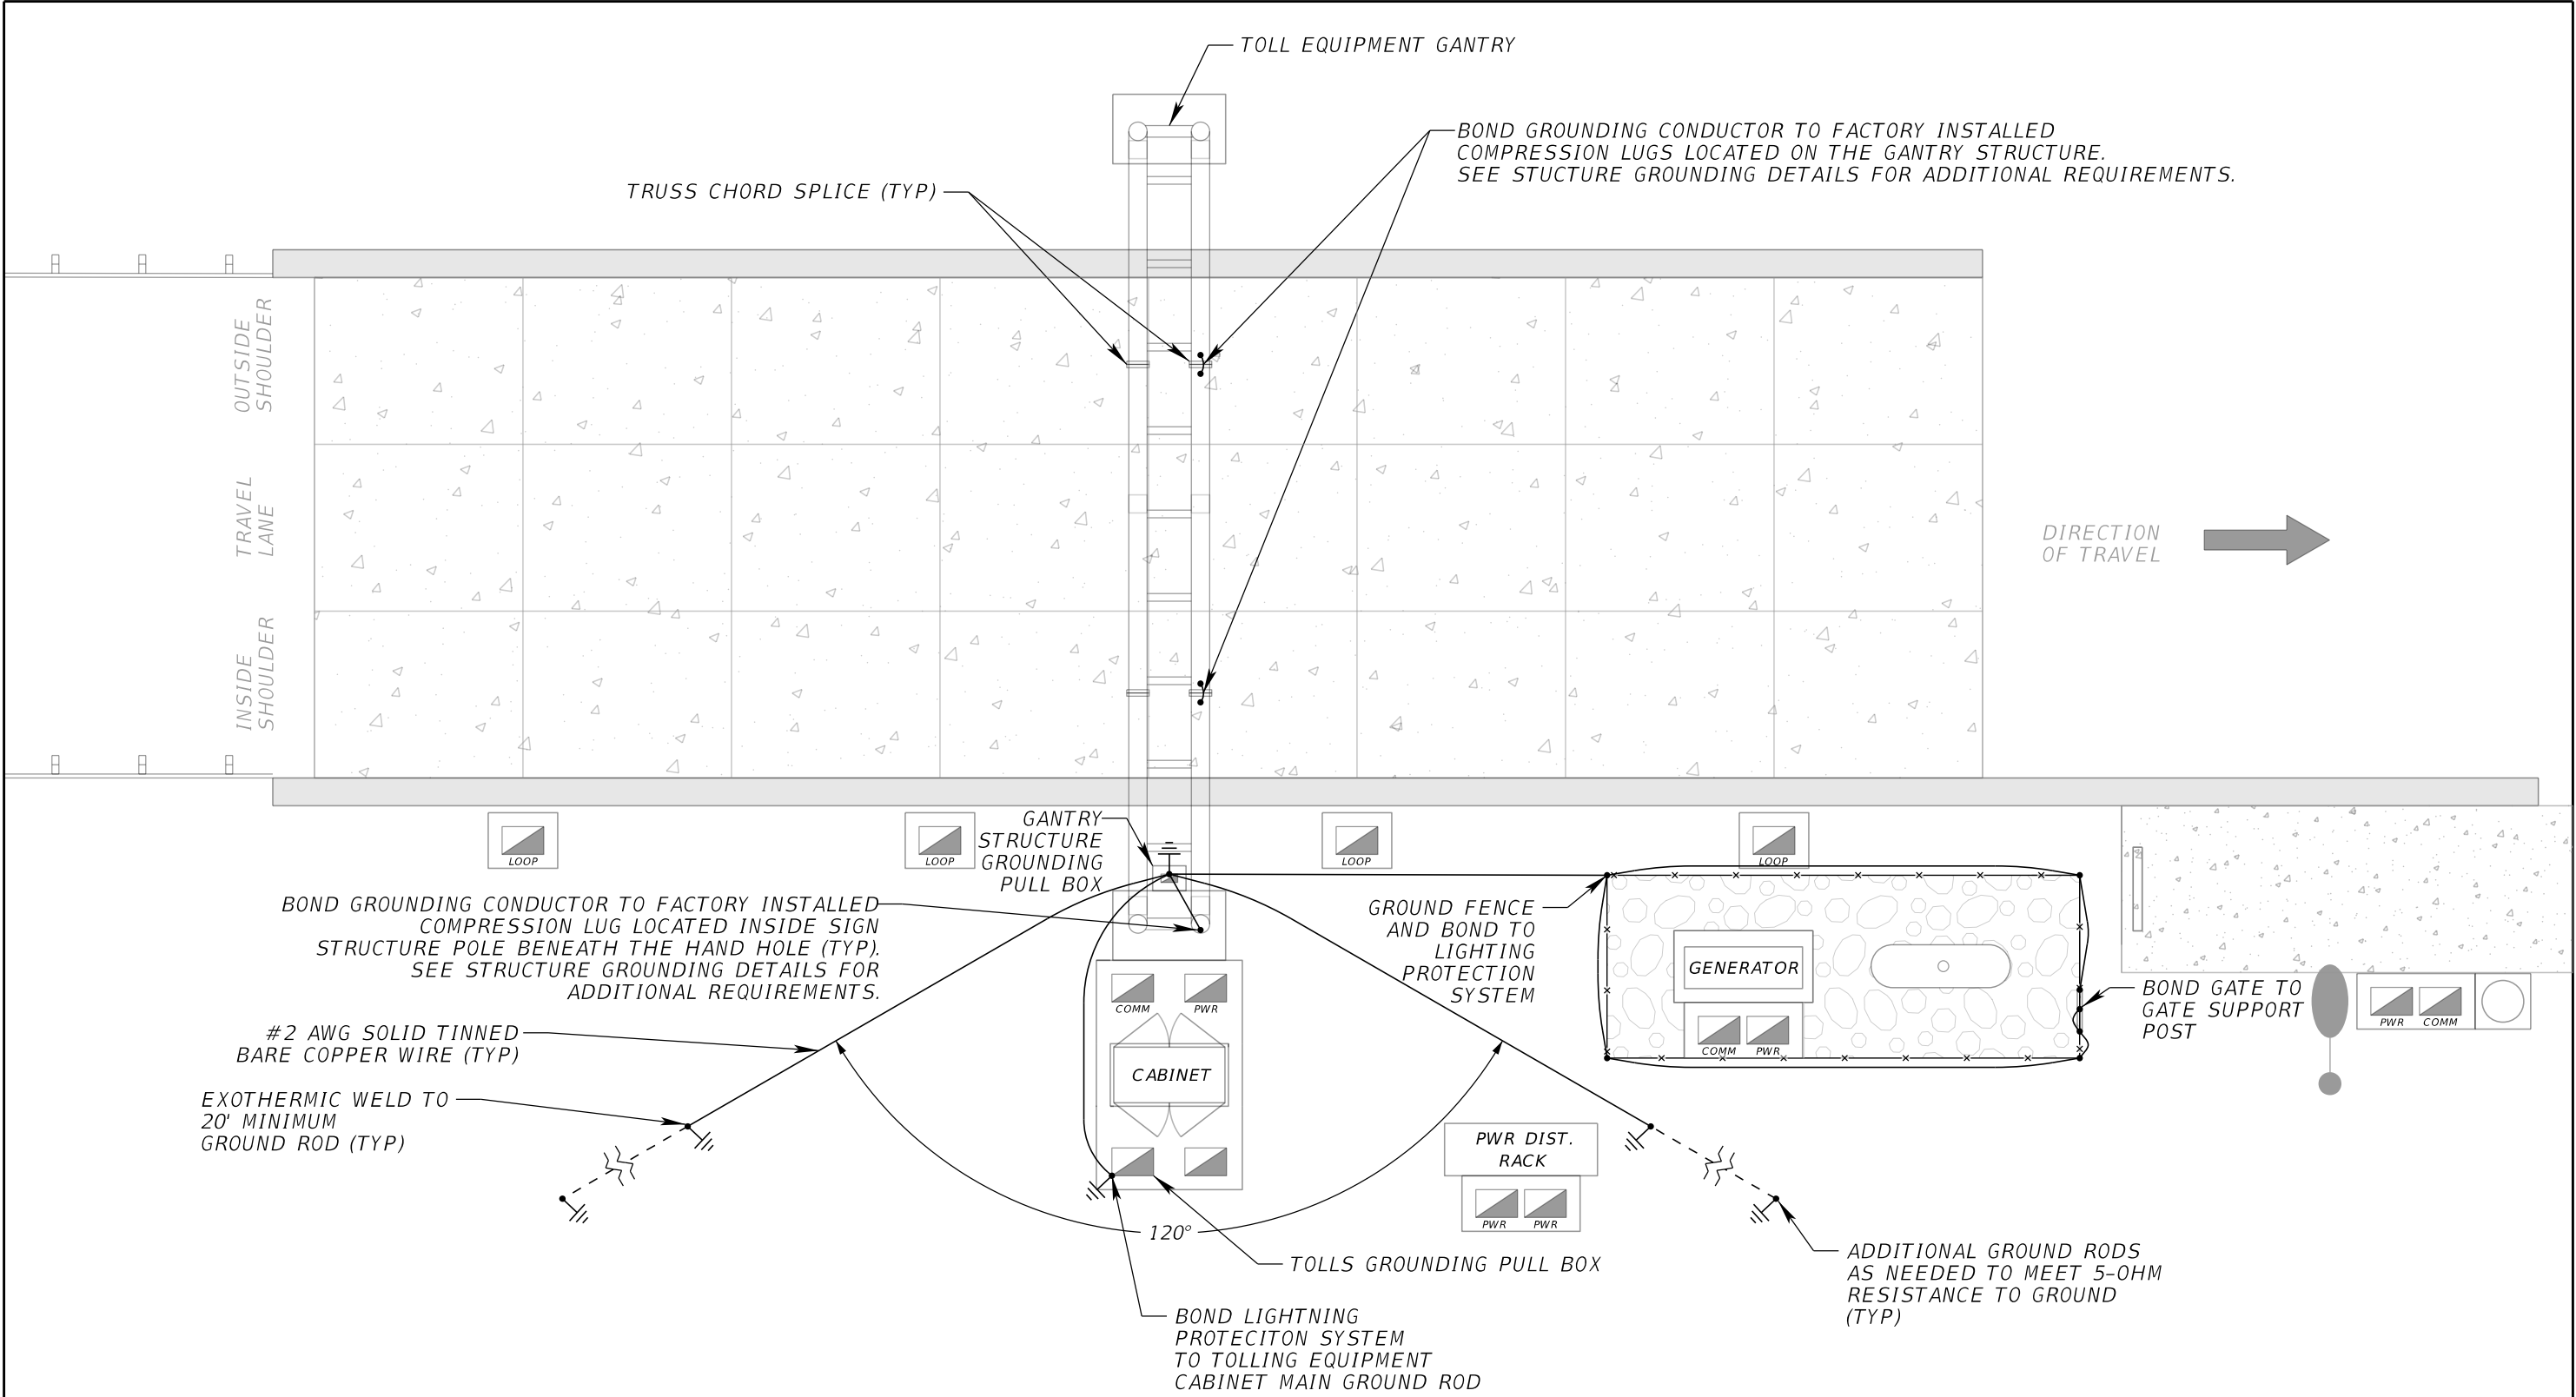 TOLL EQUIPMENT GANTRY
BOND GROUNDING CONDUCTOR TO FACTORY INSTALLED
COMPRESSION LUGS LOCATED ON THE GANTRY STRUCTURE.
SEE STUCTURE GROUNDING DETAILS FOR ADDITIONAL REQUIREMENTS.
TRUSS CHORD SPLICE (TYP)
OUTSIDE
SHOULDER
TRAVEL
LANE
INSIDE
SHOULDER
DIRECTION
OF TRAVEL
LOOP
LOOP
LOOP
LOOP
GANTRY
STRUCTURE
GROUNDING
PULL BOX
BOND GROUNDING CONDUCTOR TO FACTORY INSTALLED
COMPRESSION LUG LOCATED INSIDE SIGN
STRUCTURE POLE BENEATH THE HAND HOLE (TYP).
SEE STRUCTURE GROUNDING DETAILS FOR
ADDITIONAL REQUIREMENTS.
GROUND FENCE
AND BOND TO
LIGHTING
PROTECTION
SYSTEM
GENERATOR
COMM
PWR
BOND GATE TO
GATE SUPPORT
POST
PWR
COMM
COMM
PWR
CABINET
#2 AWG SOLID TINNED
BARE COPPER WIRE (TYP)
EXOTHERMIC WELD TO
20' MINIMUM
GROUND ROD (TYP)
PWR DIST.
RACK
PWR
PWR
120°
TOLLS GROUNDING PULL BOX
ADDITIONAL GROUND RODS
AS NEEDED TO MEET 5-OHM
RESISTANCE TO GROUND
(TYP)
BOND LIGHTNING
PROTECITON SYSTEM
TO TOLLING EQUIPMENT
CABINET MAIN GROUND ROD